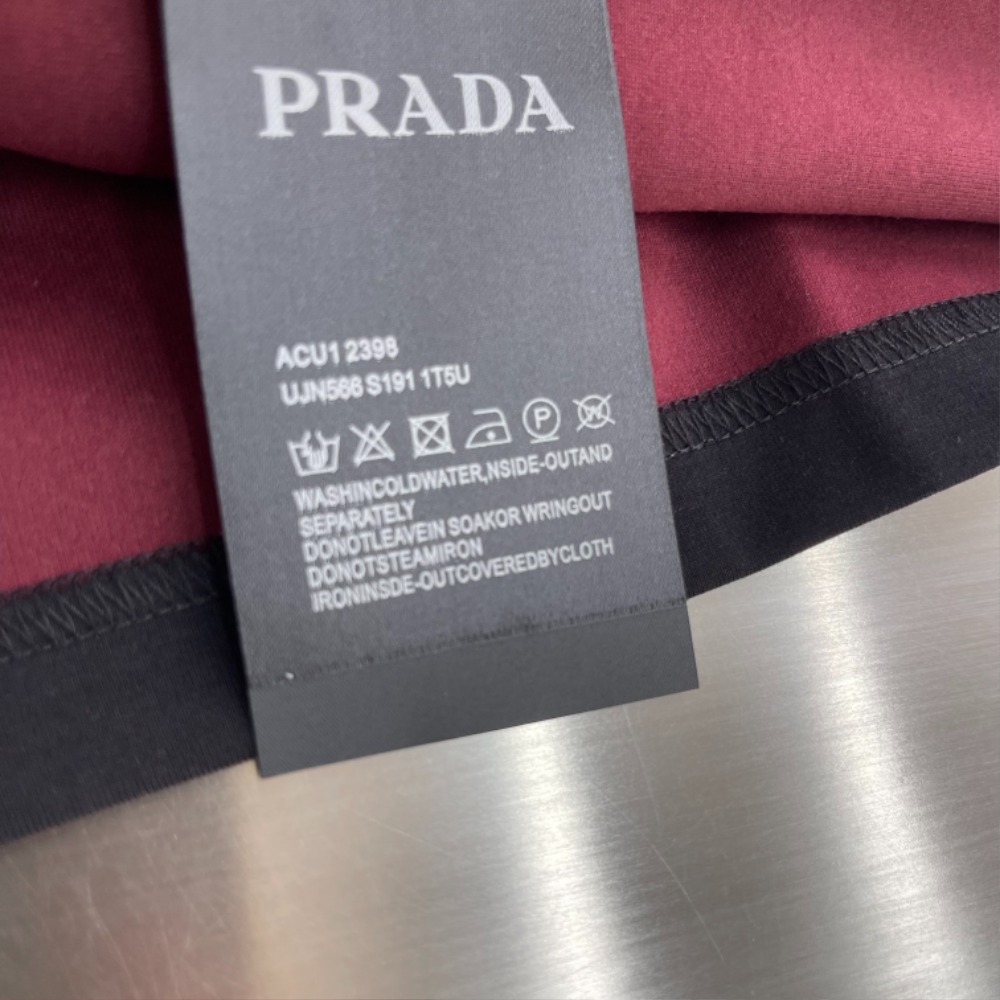 PRADA
ACU1 2398
UJN566 S191 1T5U
P
W
WASHINCOLDWATER,NSIDE-OUTAND
SEPARATELY
DONOTLEAVEIN SOAKOR WRINGOUT
DONOTSTEAMIRON
IRONINSDE-OUTCOVEREDBYCLOTH